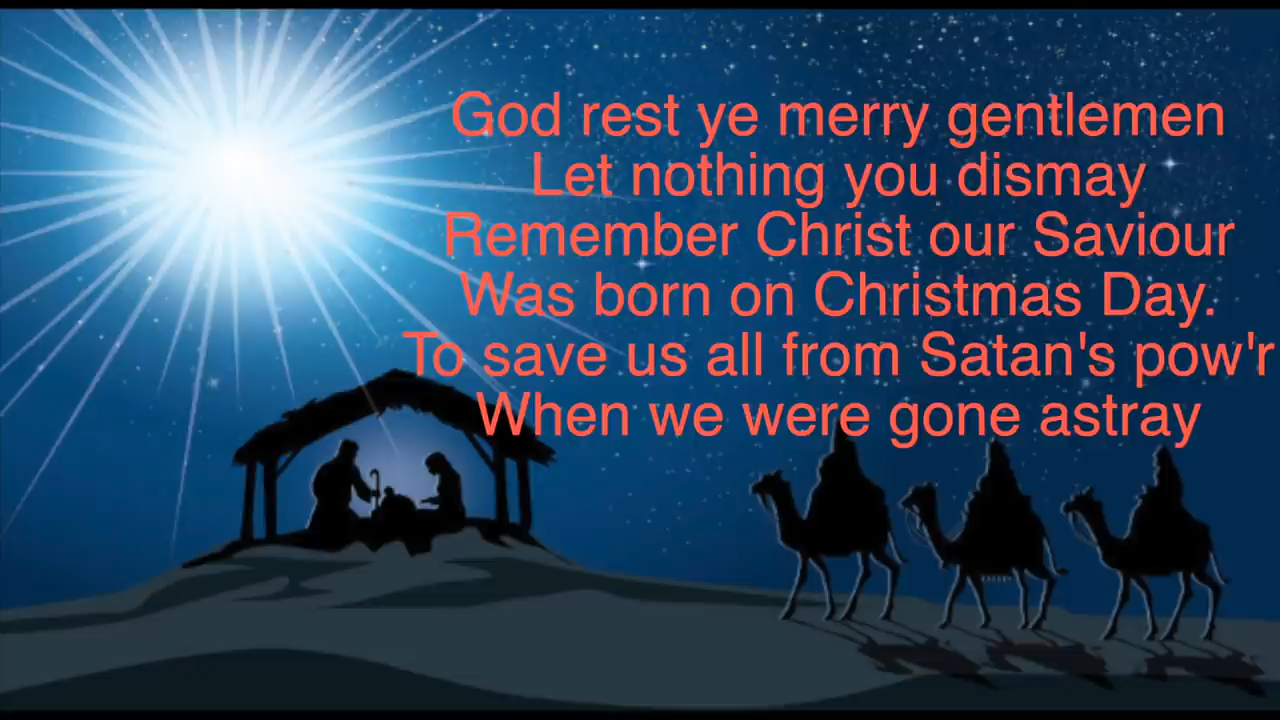 God rest ye merry gentlemen
Let nothing you dismay
Remember Christ our Saviour
Was born on Christmas Day.
To save us all from Satan's pow'r
When we were gone astray